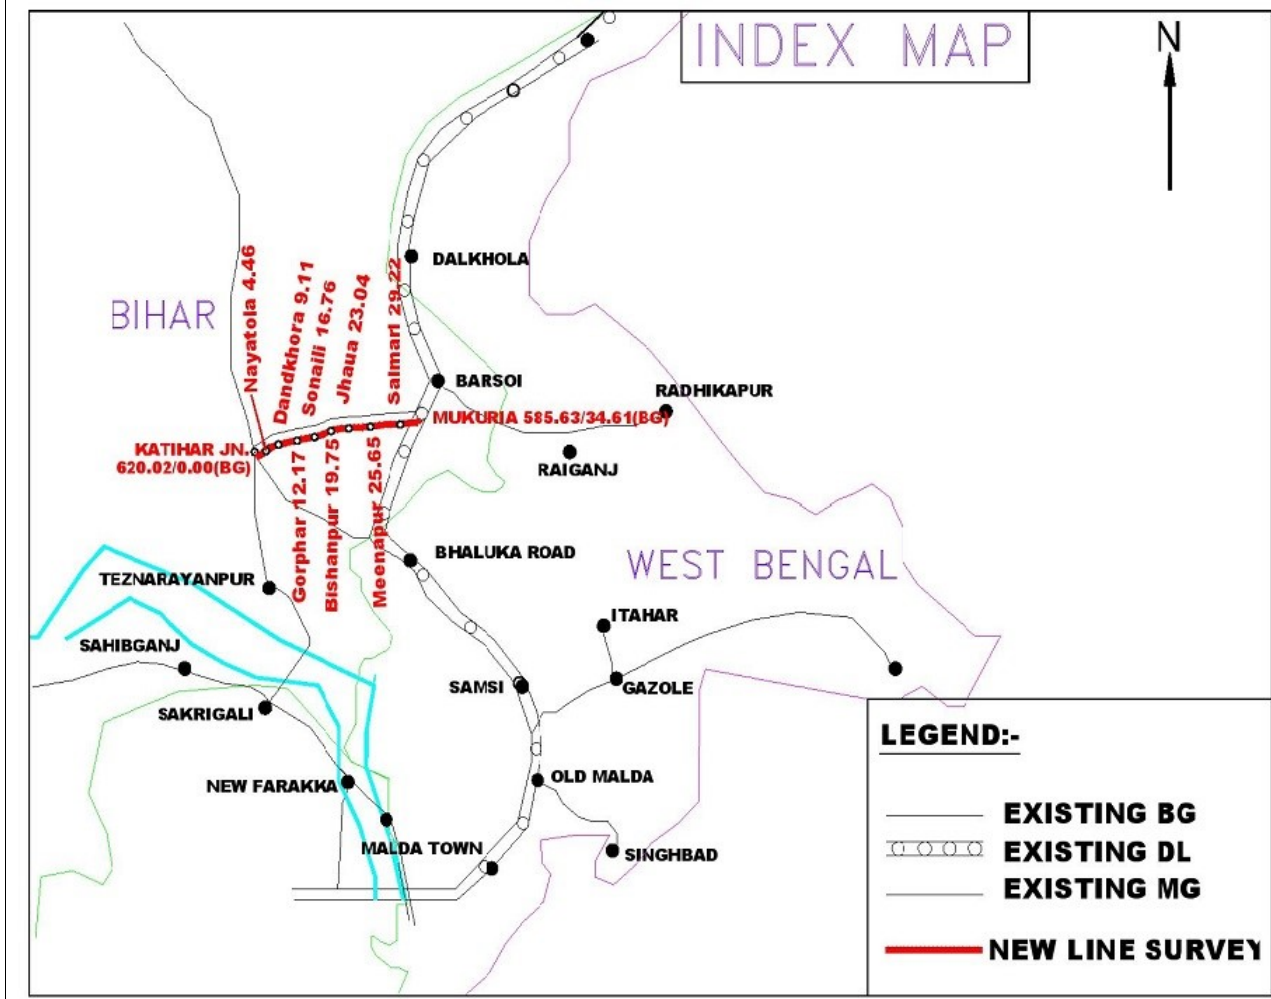 INDEX MAP
N
DALKHOLA
BIHAR
Nayatola 4.46
Dandkhora 9.11
Sonaili 16.76
Jhaua 23.04
Salmari 29.22
BARSOI
RADHIKAPUR
MUKURIA 585.63/34.61(BG)
KATIHAR JN.
620.02/0.00(BG)
RAIGANJ
Gorphar 12.17
Bishanpur 19.75
Meenapur 25.65
BHALUKA ROAD
WEST BENGAL
TEZNARAYANPUR
ITAHAR
SAHIBGANJ
SAMSI
GAZOLE
SAKRIGALI
OLD MALDA
NEW FARAKKA
MALDA TOWN
SINGHBAD
LEGEND:-
EXISTING BG
EXISTING DL
EXISTING MG
NEW LINE SURVEY